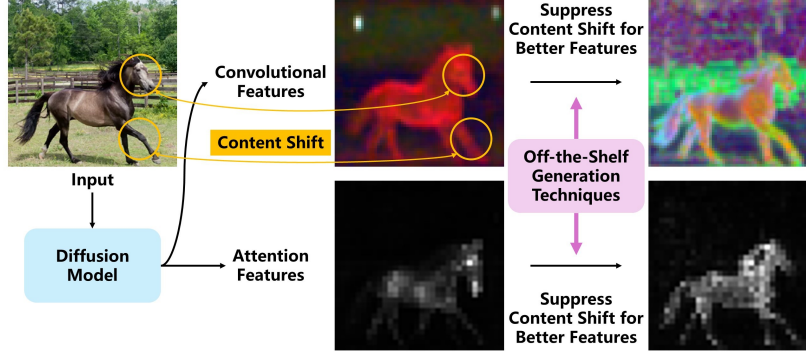 Input
Diffusion
Model
Convolutional
Features
Content Shift
Attention
Features
Suppress
Content Shift for
Better Features
Off-the-Shelf
Generation
Techniques
Suppress
Content Shift for
Better Features